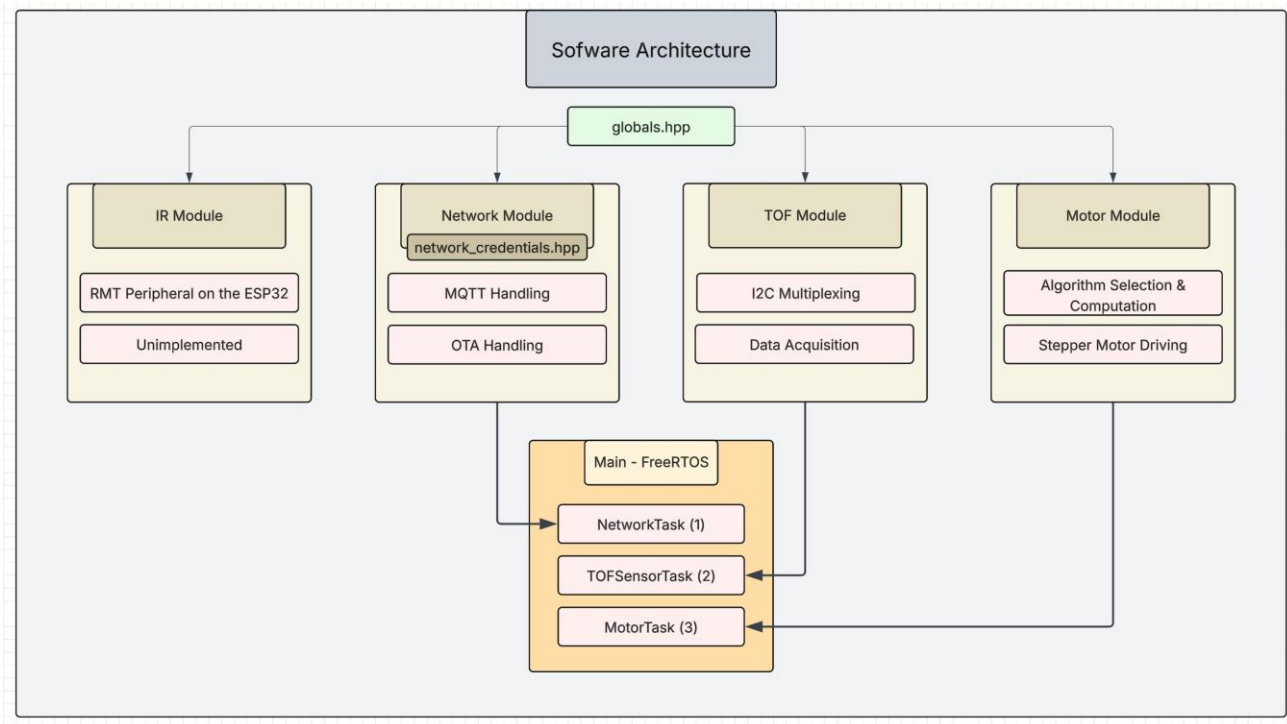 Sofware Architecture
globals.hpp
IR Module
RMT Peripheral on the ESP32
Unimplemented
Network Module
network_credentials.hpp
MQTT Handling
OTA Handling
TOF Module
I2C Multiplexing
Data Acquisition
Motor Module
Algorithm Selection &
Computation
Stepper Motor Driving
Main - FreeRTOS
NetworkTask (1)
TOFSensorTask (2)
MotorTask (3)